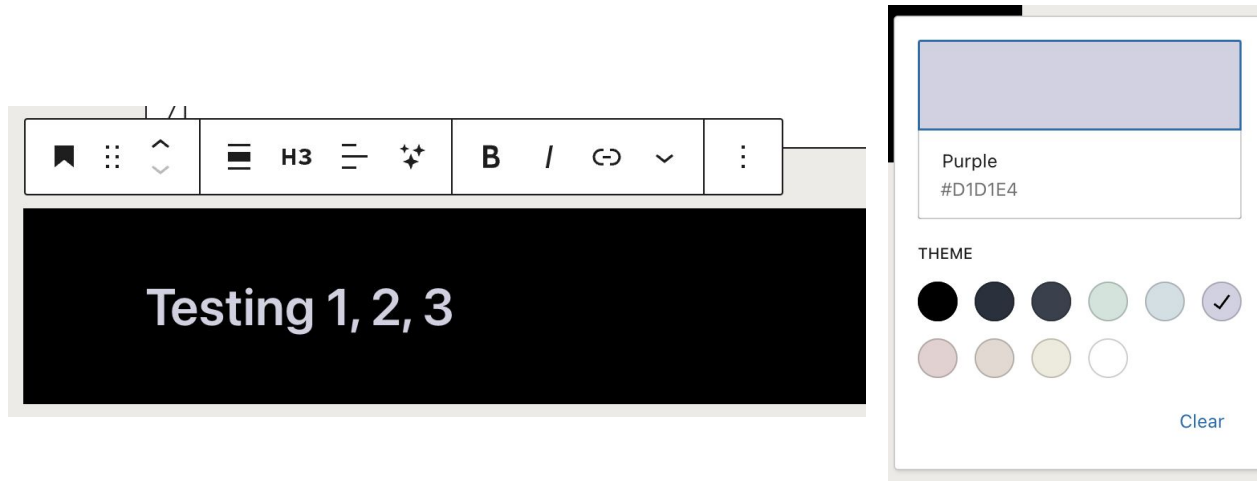 H3 B I
Testing 1, 2, 3
Purple
#D1D1E4
THEME
Clear